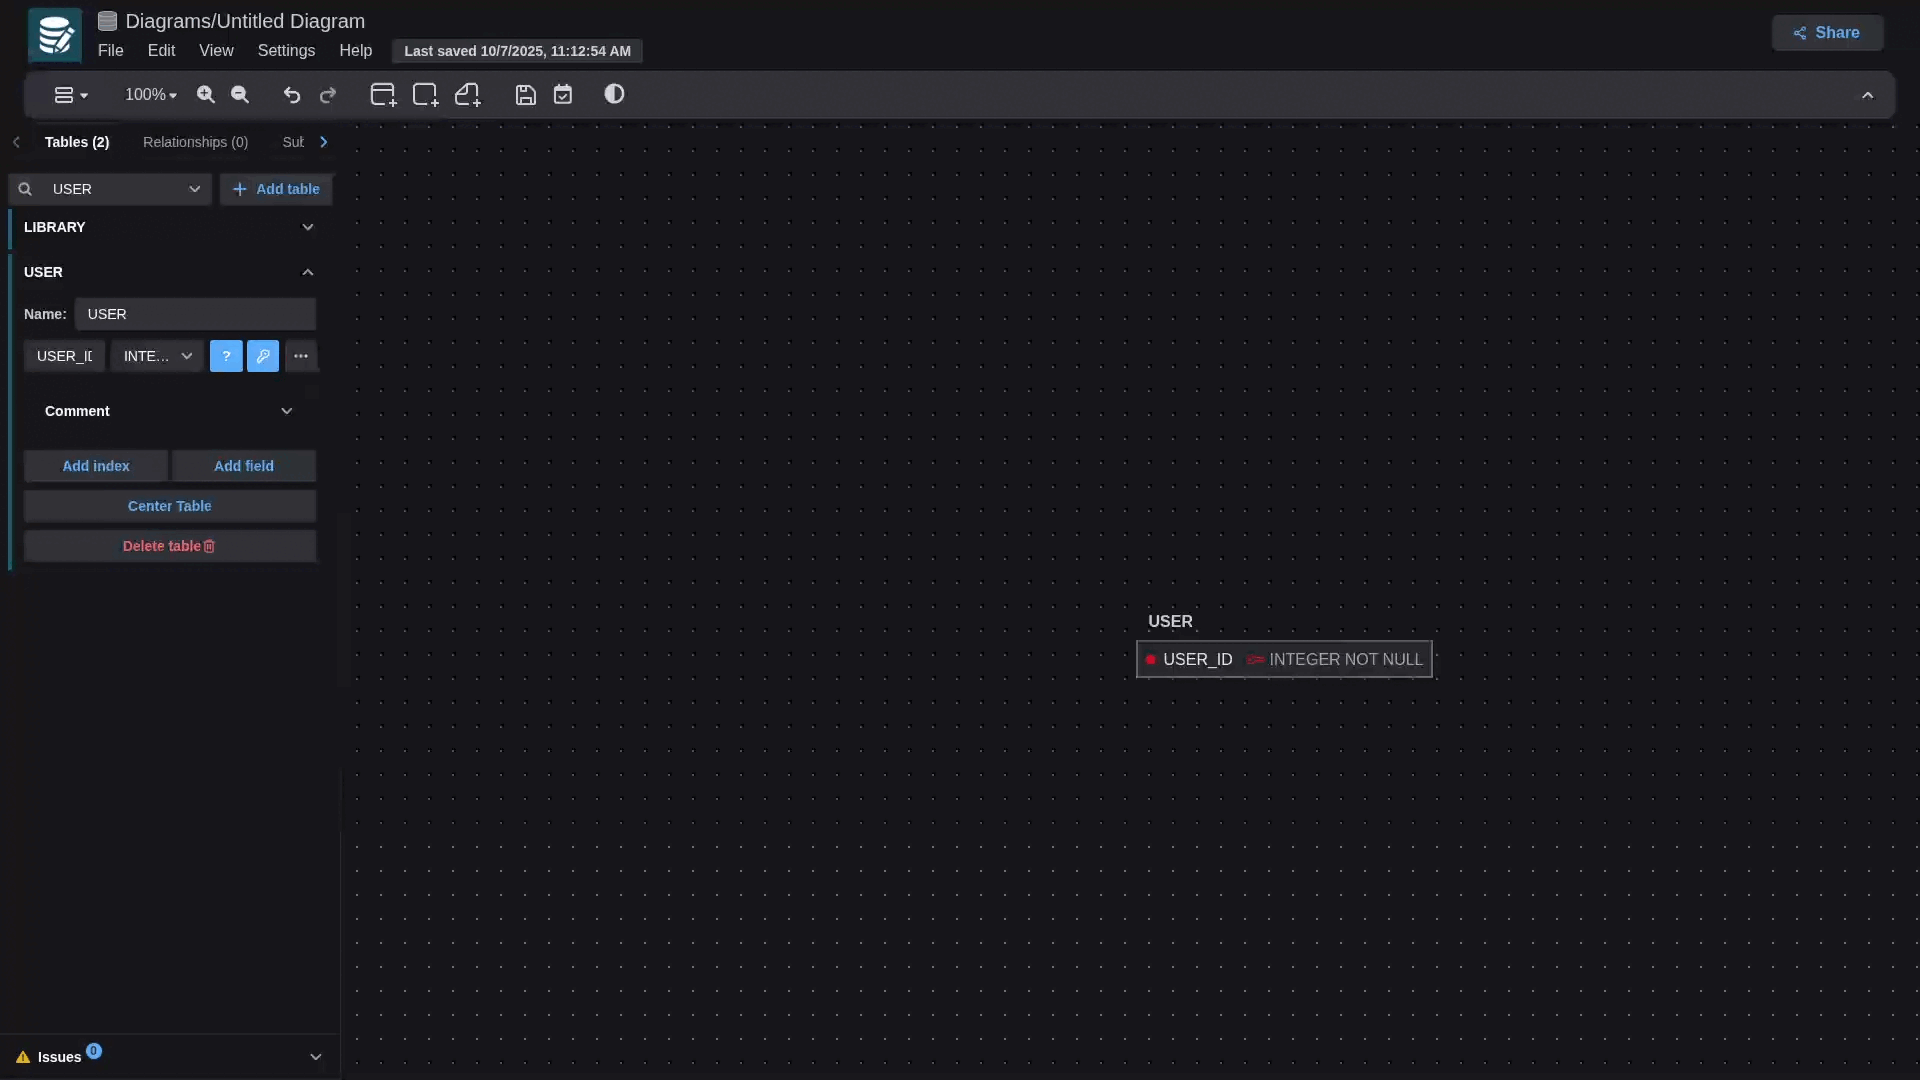 Diagrams/Untitled Diagram
File Edit View Settings Help Last saved 10/7/2025, 11:12:54 AM
Share
100%
Tables (2) Relationships (0) Sub
USER Add table
LIBRARY
USER
Name: USER
USER_ID INTE... ?
Comment
Add index Add field
Center Table
Delete table
USER
USER_ID INTEGER NOT NULL
Issues 0